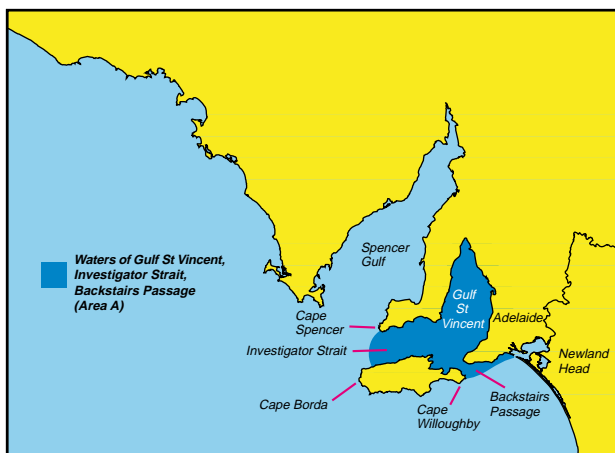 Waters of Gulf St Vincent,
Investigator Strait,
Backstairs Passage
(Area A)
Spencer
Gulf
Gulf
St
Vincent
Adelaide
Cape
Spencer
Investigator Strait
Newland
Head
Cape Borda
Cape
Willoughby
Backstairs
Passage